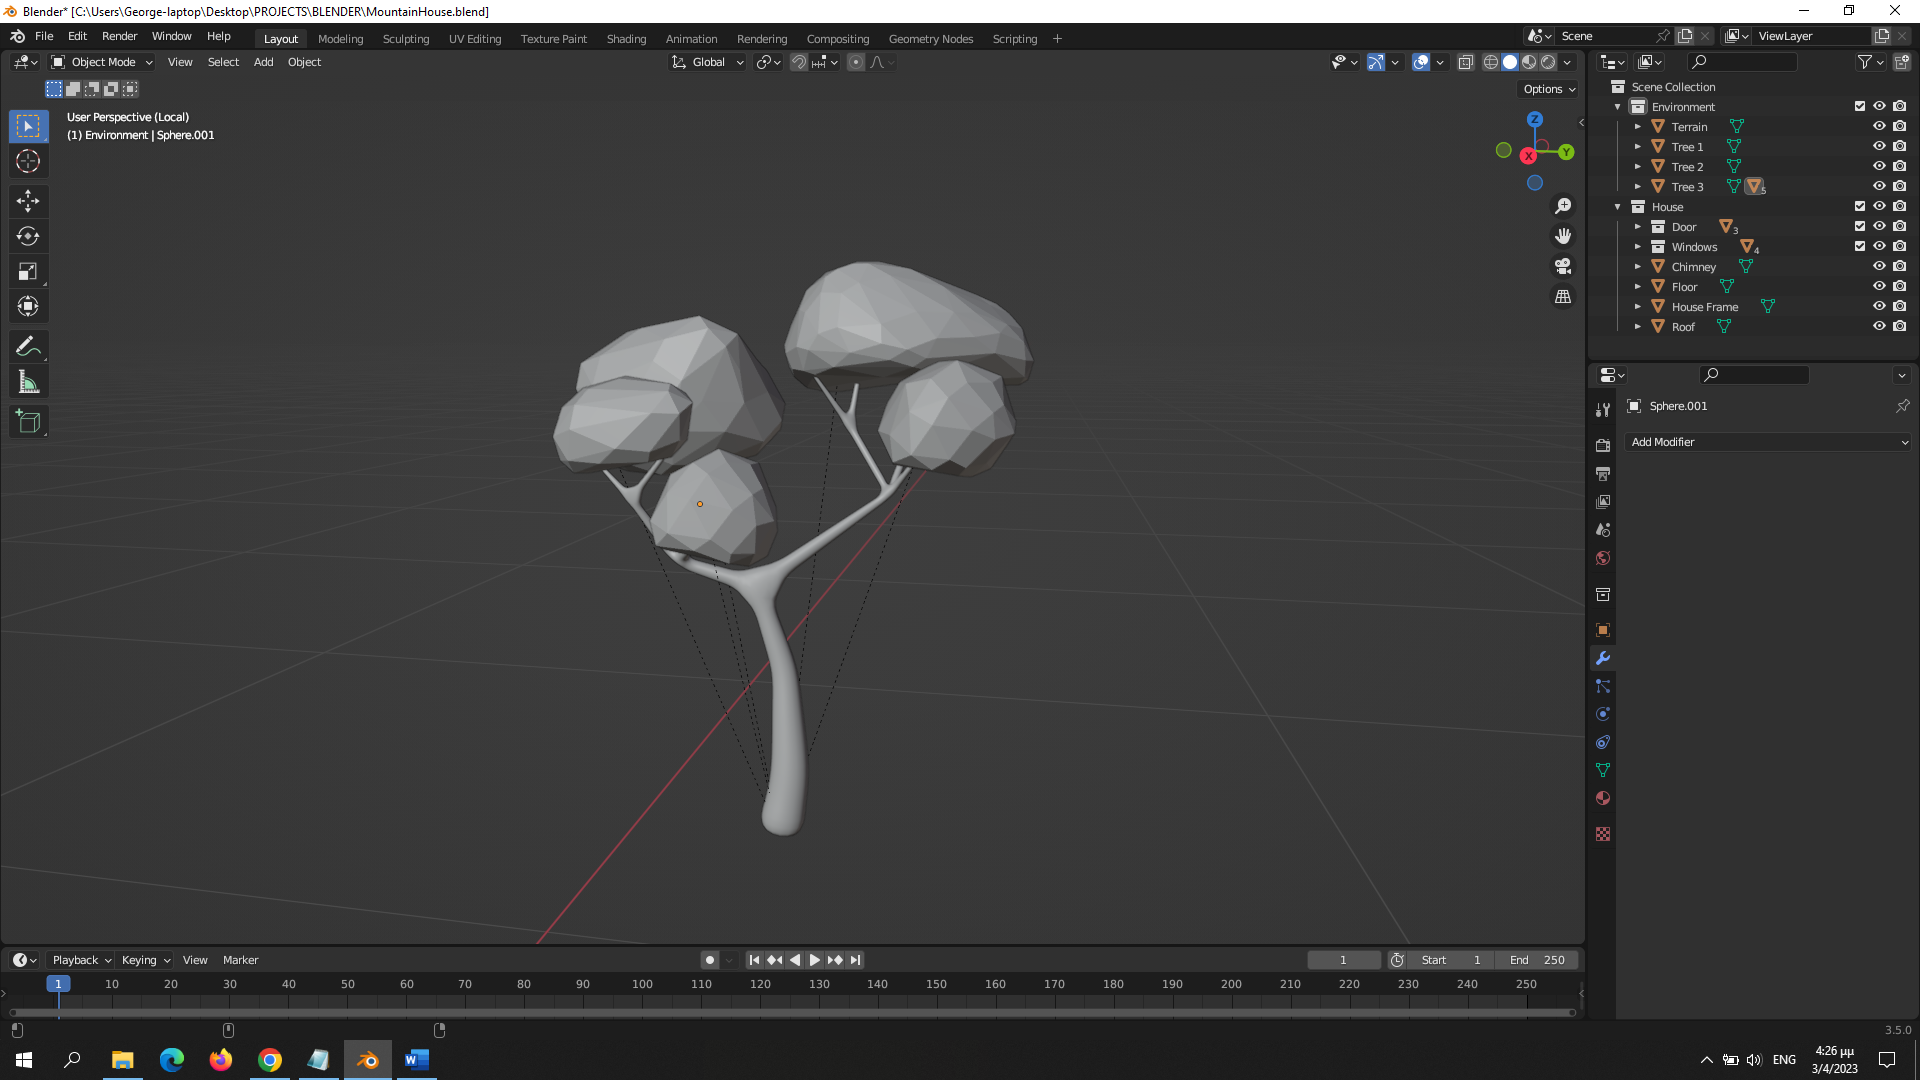 Blender* [C:\Users\George-laptop\Desktop\PROJECTS\BLENDER\MountainHouse.blend]
File Edit Render Window Help Layout Modeling Sculpting UV Editing Texture Paint Shading Animation Rendering Compositing Geometry Nodes Scripting + Scene ViewLayer
Object Mode View Select Add Object Global
Options
User Perspective (Local)
(1) Environment | Sphere.001
Z
Y
X
Scene Collection
Environment
Terrain
Tree 1
Tree 2
Tree 3 5
House
Door 3
Windows 4
Chimney
Floor
House Frame
Roof
Sphere.001
Add Modifier
Playback Keying View Marker 1 Start 1 End 250
1 10 20 30 40 50 60 70 80 90 100 110 120 130 140 150 160 170 180 190 200 210 220 230 240 250
3.5.0
ENG
4:26 μμ
3/4/2023